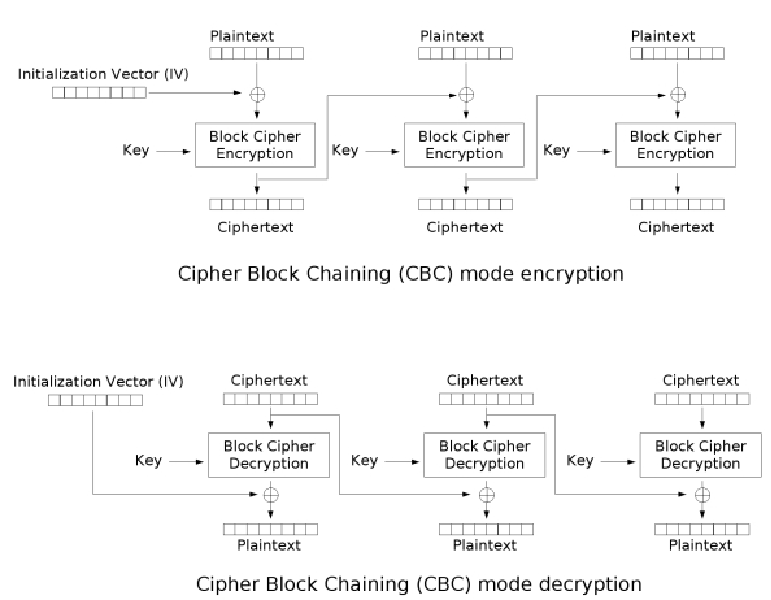 Plaintext
Plaintext
Plaintext
Initialization Vector (IV)
Key
Block Cipher
Encryption
Key
Block Cipher
Encryption
Key
Block Cipher
Encryption
Ciphertext
Ciphertext
Ciphertext
Cipher Block Chaining (CBC) mode encryption
Initialization Vector (IV)
Ciphertext
Ciphertext
Ciphertext
Key
Block Cipher
Decryption
Key
Block Cipher
Decryption
Key
Block Cipher
Decryption
Plaintext
Plaintext
Plaintext
Cipher Block Chaining (CBC) mode decryption